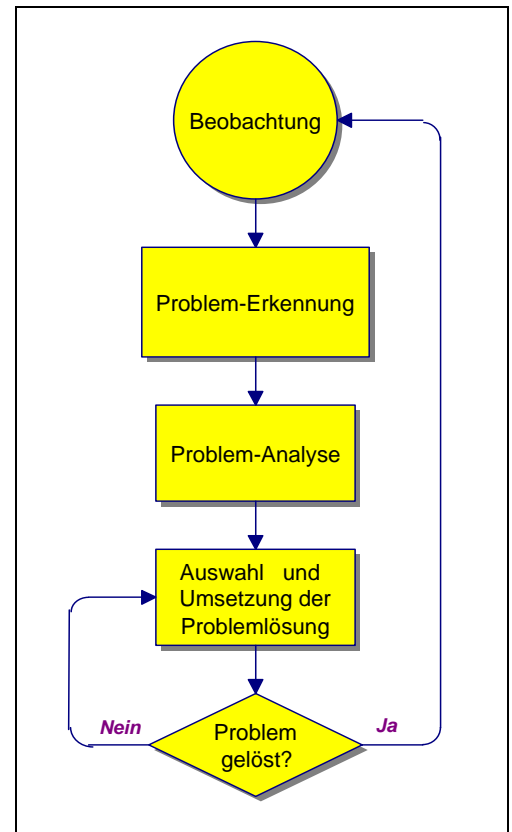 Beobachtung
Problem-Erkennung
Problem-Analyse
Auswahl und
Umsetzung der
Problemlösung
Nein
Problem
gelöst?
Ja